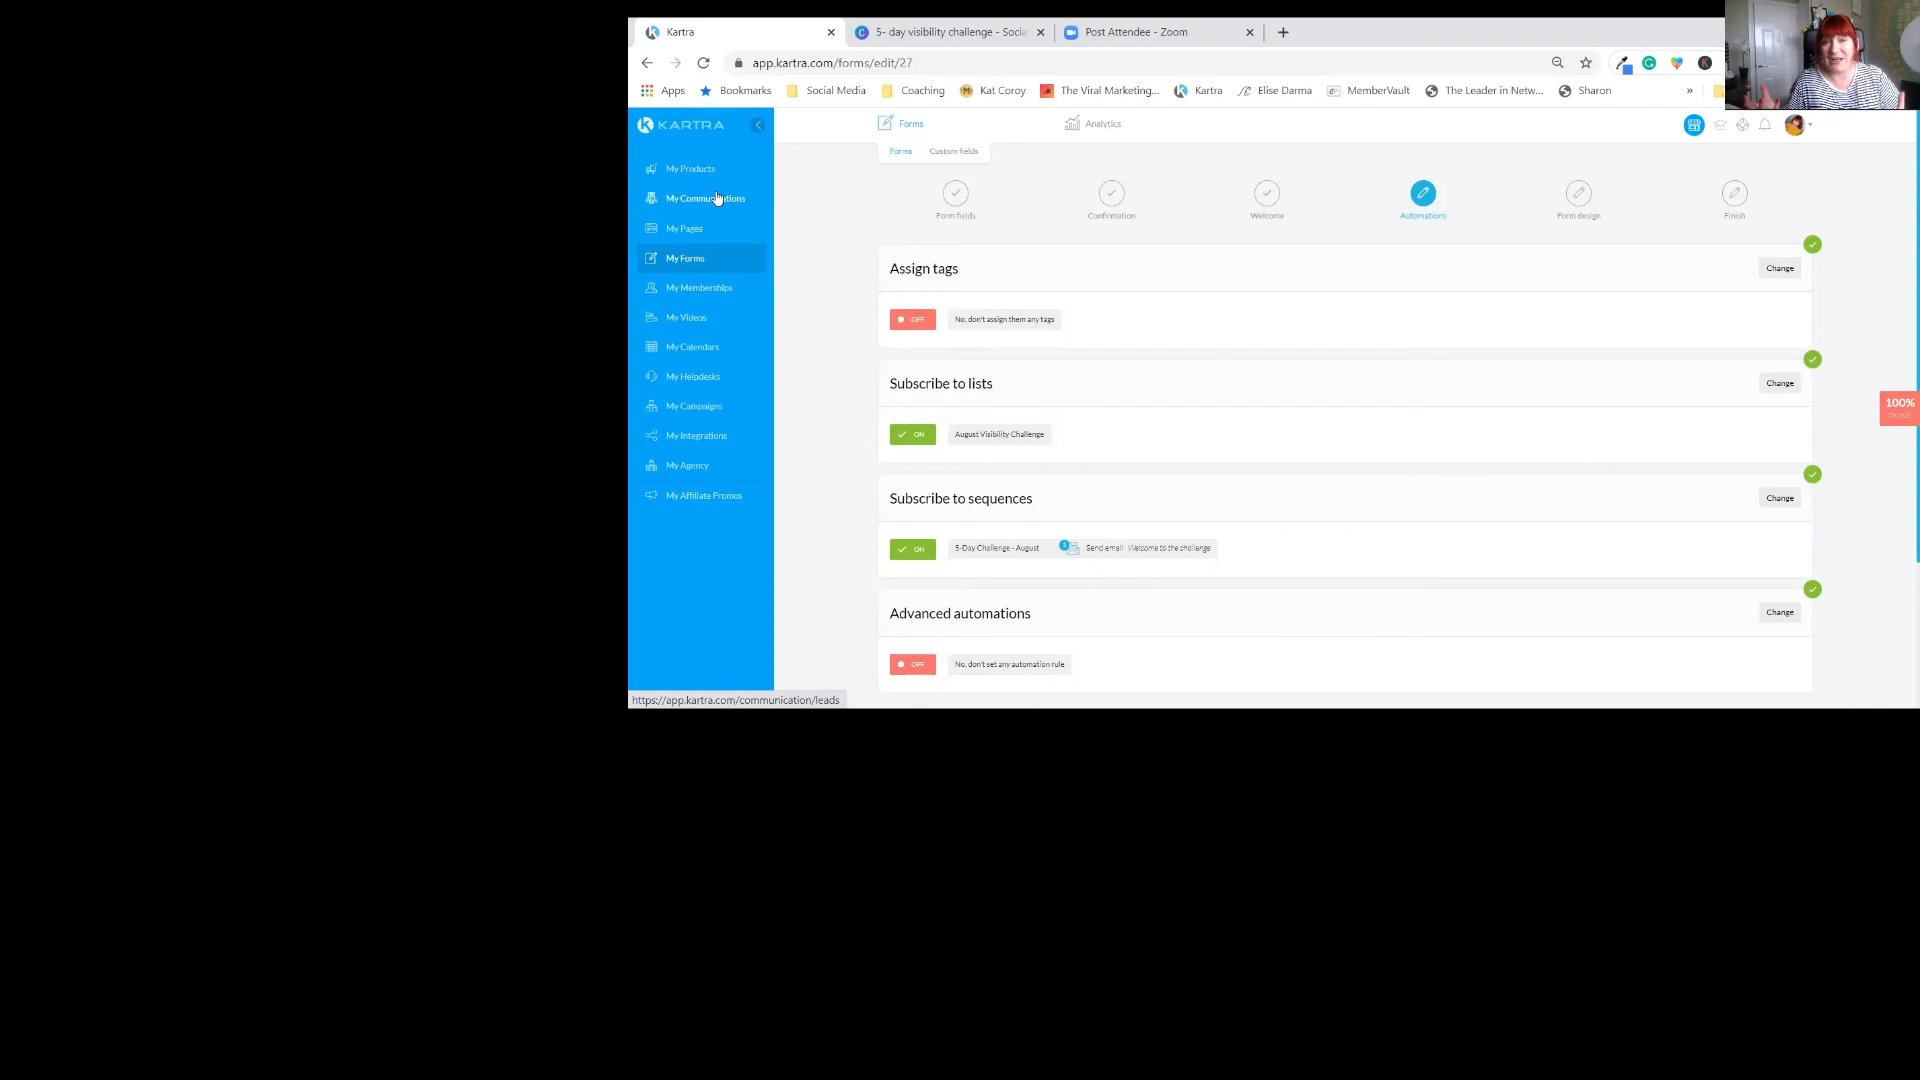 Kartra
5- day visibility challenge - Socia
Post Attendee - Zoom
app.kartra.com/forms/edit/27
Apps
Bookmarks
Social Media
Coaching
Kat Coroy
The Viral Marketing...
Kartra
Elise Darma
MemberVault
The Leader in Netw...
Sharon
»
KARTRA
Forms
Analytics
Forms
Custom fields
My Products
My Communications
My Pages
My Forms
My Memberships
My Videos
My Calendars
My Helpdesks
My Campaigns
My Integrations
My Agency
My Affiliate Promos
Form fields
Confirmation
Welcome
Automations
Form design
Finish
Assign tags
Change
OFF
No, don't assign them any tags
Subscribe to lists
Change
ON
August Visibility Challenge
100%
DONE
Subscribe to sequences
Change
ON
5-Day Challenge - August
1
Send email Welcome to the challenge
Advanced automations
Change
OFF
No, don't set any automation rule
https://app.kartra.com/communication/leads